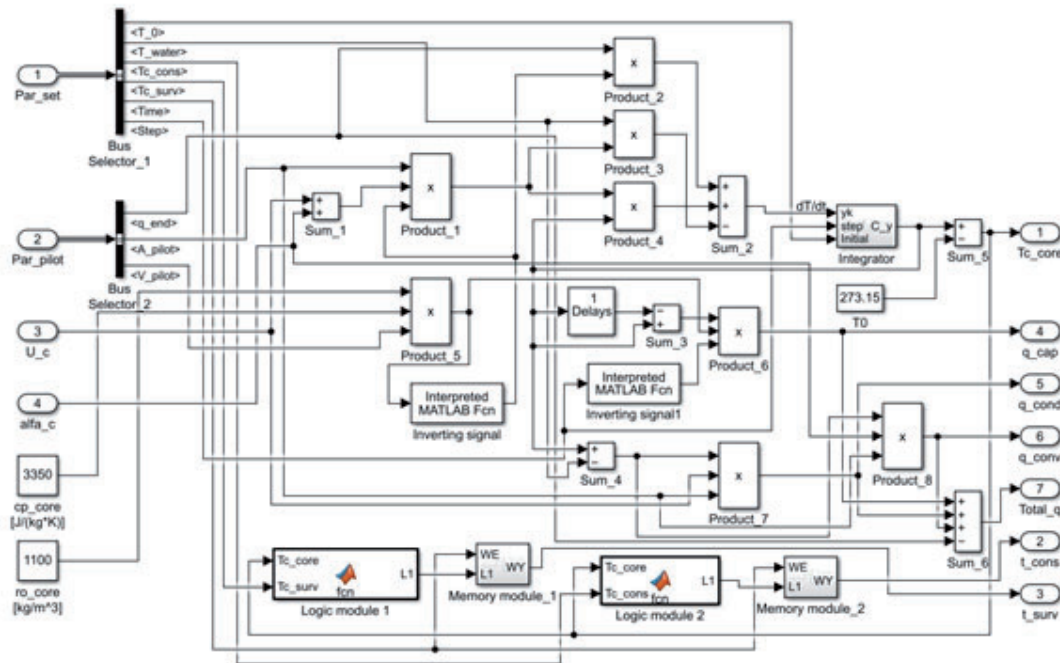 <T_0>
<T_water>
<Tc_cons>
<Tc_surv>
<Time>
<Step>
1
Par_set
Bus
Selector_1
<q_end>
<A_pilot>
<V_pilot>
2
Par_pilot
Bus
Selector_2
3
U_c
4
alfa_c
3350
cp_core
[J/(kg*K)]
1100
ro_core
[kg/m^3]
+
+
Sum_1
x
Product_1
x
Product_2
x
Product_3
x
Product_4
+
+
−
Sum_2
dT/dt
yk
step
Initial
C_y
Integrator
+
−
Sum_5
1
Tc_core
273.15
T0
x
Product_5
1
Delays
−
+
Sum_3
x
Product_6
4
q_cap
Interpreted
MATLAB Fcn
Inverting signal
Interpreted
MATLAB Fcn
Inverting signal1
5
q_cond
+
−
Sum_4
x
Product_7
x
Product_8
6
q_conv
+
+
+
−
Sum_6
7
Total_q
Tc_core
Tc_surv
L1
fcn
Logic module 1
WE
L1
WY
Memory module_1
Tc_core
Tc_cons
L1
fcn
Logic module 2
WE
L1
WY
Memory module_2
2
t_cons
3
t_surv